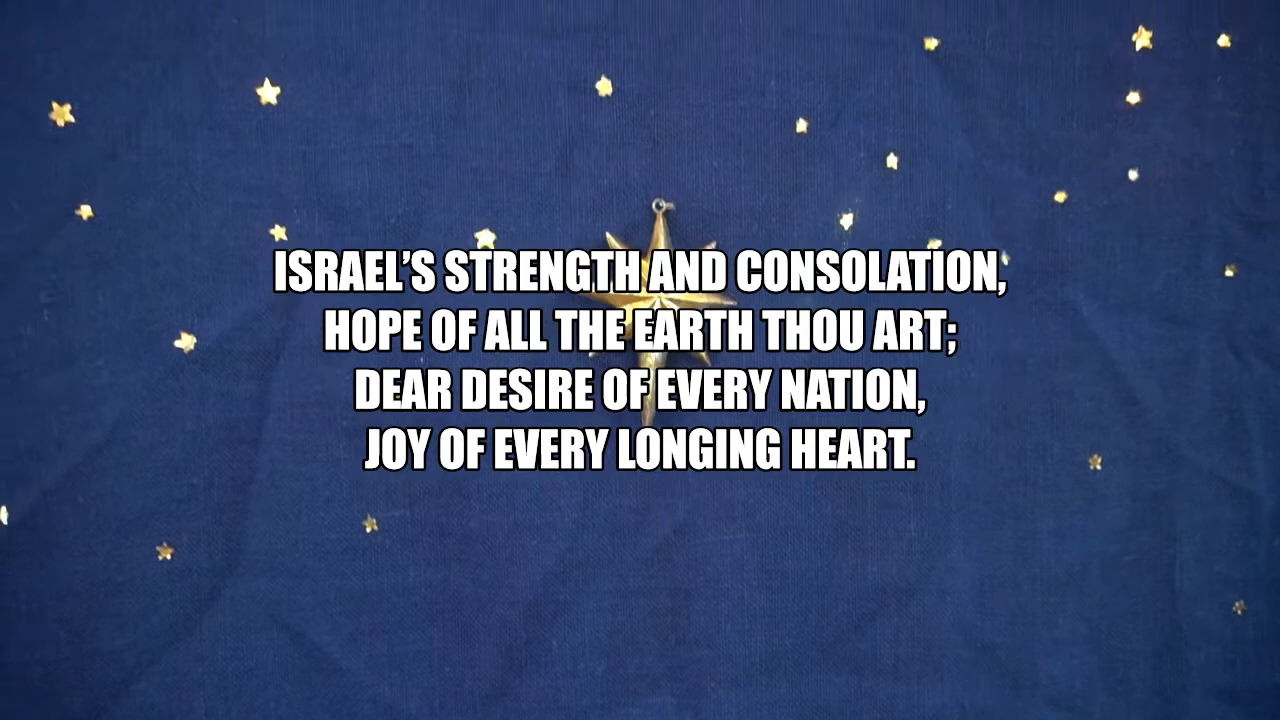 ISRAEL’S STRENGTH AND CONSOLATION,
HOPE OF ALL THE EARTH THOU ART;
DEAR DESIRE OF EVERY NATION,
JOY OF EVERY LONGING HEART.